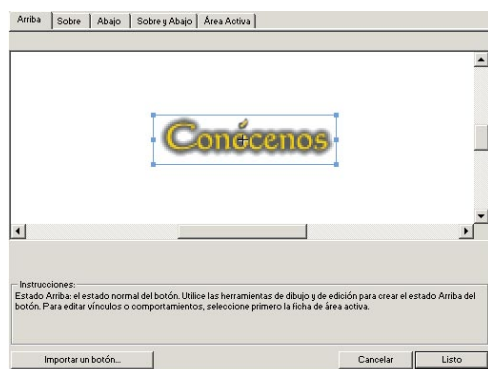 Arriba Sobre Abajo Sobre y Abajo Área Activa
Conócenos
Instrucciones:
Estado Arriba: el estado normal del botón. Utilice las herramientas de dibujo y de edición para crear el estado Arriba del
botón. Para editar vínculos o comportamientos, seleccione primero la ficha de área activa.
Importar un botón... Cancelar Listo